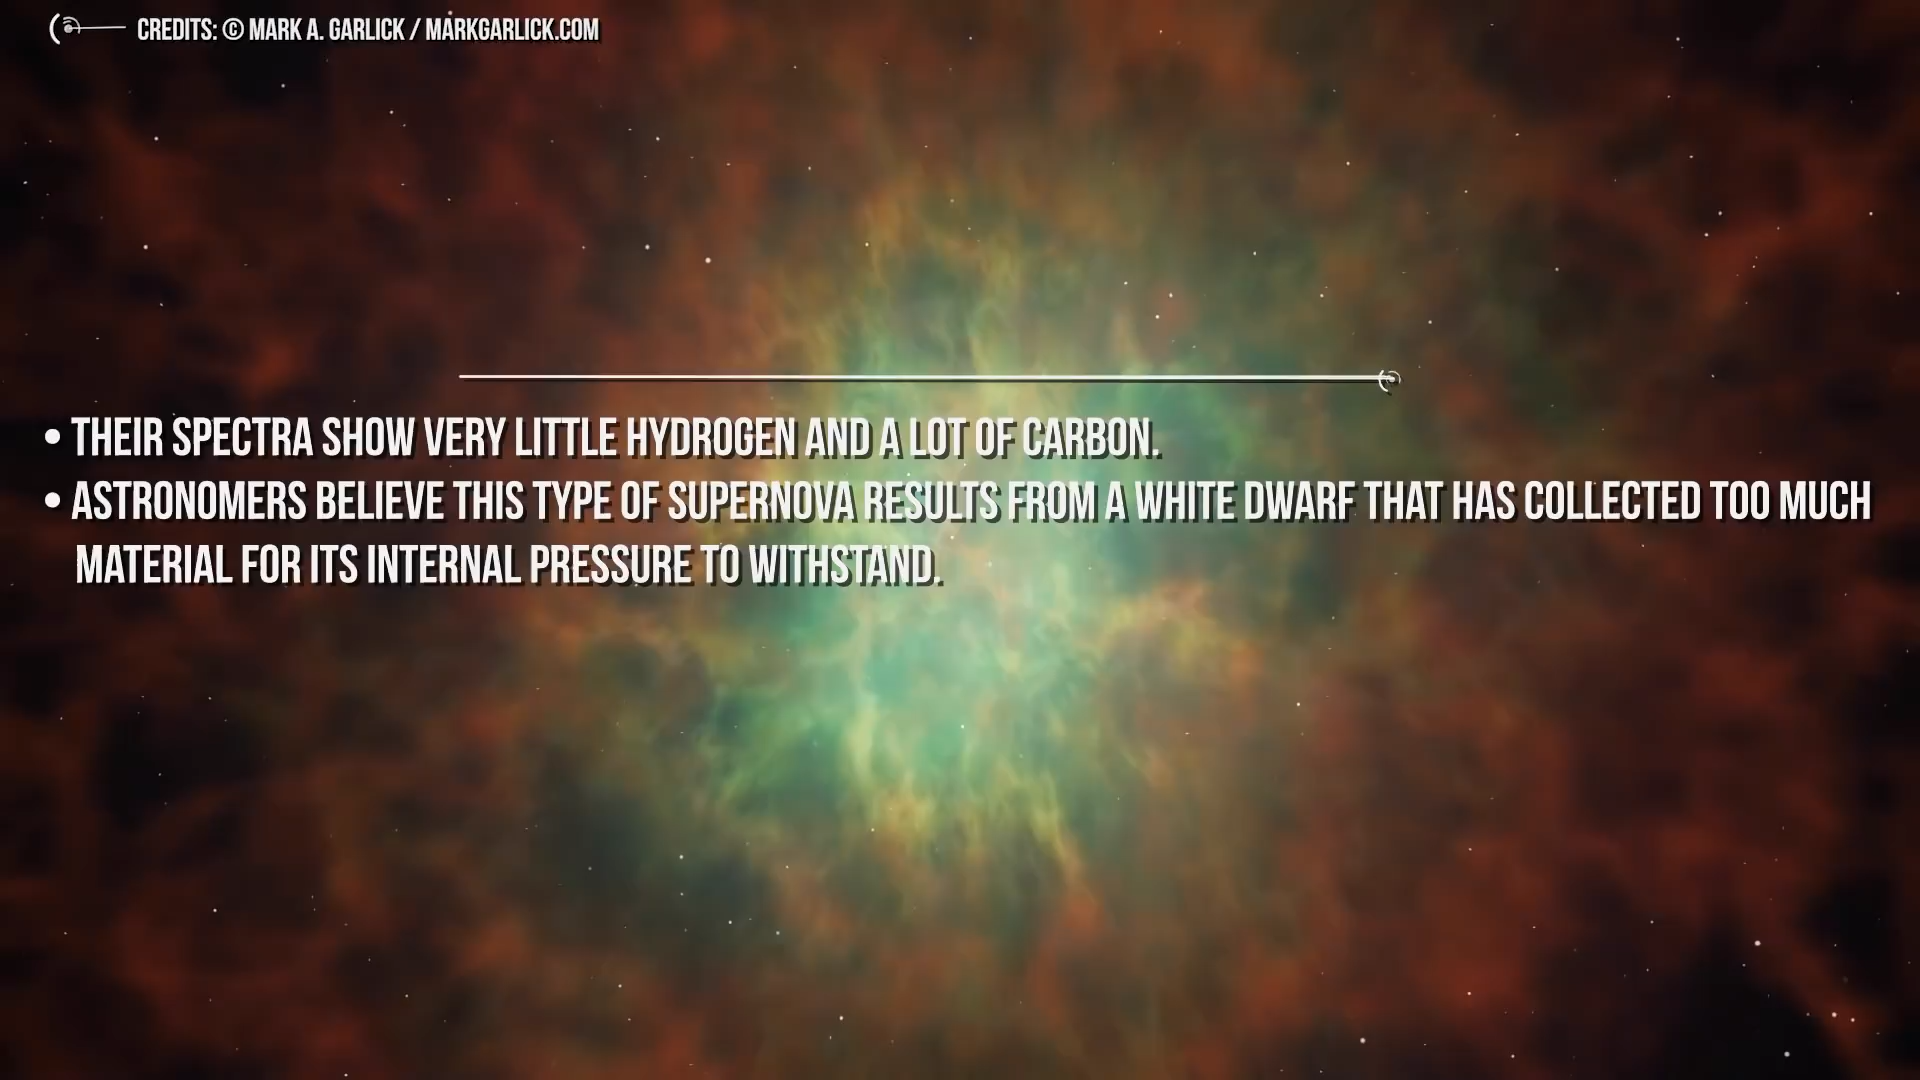 CREDITS: © MARK A. GARLICK / MARKGARLICK.COM
• THEIR SPECTRA SHOW VERY LITTLE HYDROGEN AND A LOT OF CARBON.
• ASTRONOMERS BELIEVE THIS TYPE OF SUPERNOVA RESULTS FROM A WHITE DWARF THAT HAS COLLECTED TOO MUCH
MATERIAL FOR ITS INTERNAL PRESSURE TO WITHSTAND.